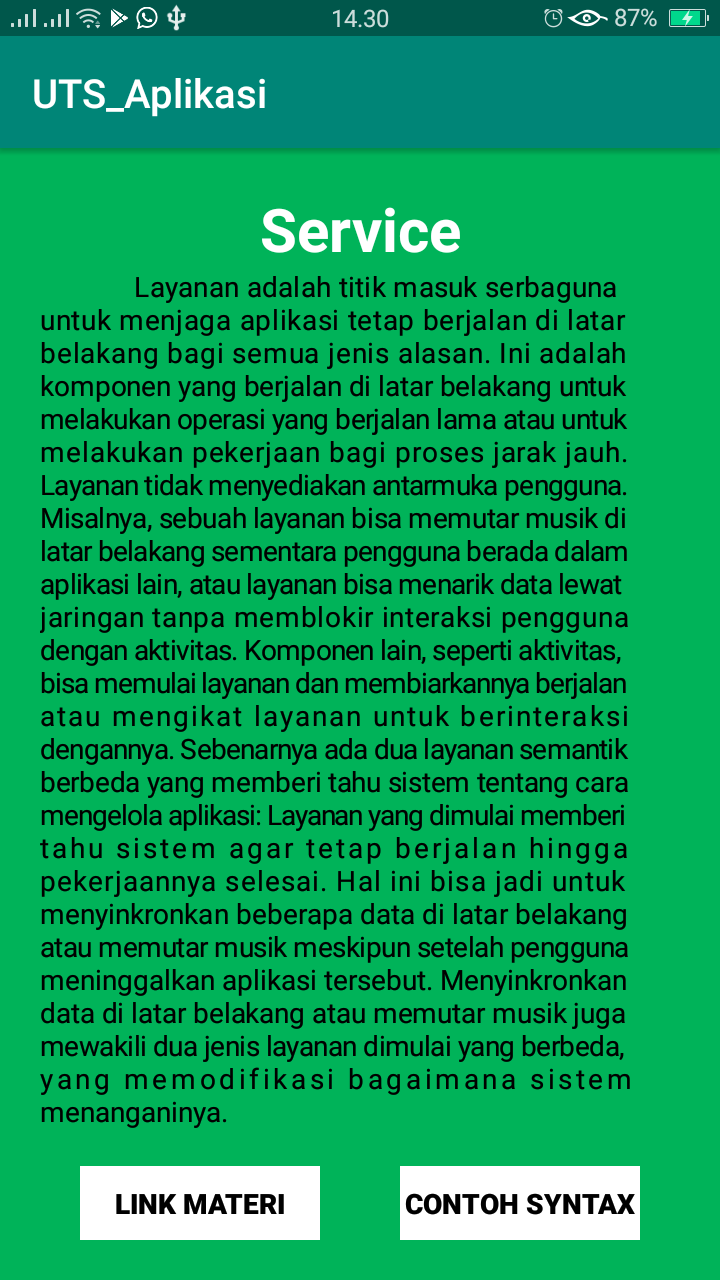 14.30
87%
UTS_Aplikasi
Service
Layanan adalah titik masuk serbaguna
untuk menjaga aplikasi tetap berjalan di latar
belakang bagi semua jenis alasan. Ini adalah
komponen yang berjalan di latar belakang untuk
melakukan operasi yang berjalan lama atau untuk
melakukan pekerjaan bagi proses jarak jauh.
Layanan tidak menyediakan antarmuka pengguna.
Misalnya, sebuah layanan bisa memutar musik di
latar belakang sementara pengguna berada dalam
aplikasi lain, atau layanan bisa menarik data lewat
jaringan tanpa memblokir interaksi pengguna
dengan aktivitas. Komponen lain, seperti aktivitas,
bisa memulai layanan dan membiarkannya berjalan
atau mengikat layanan untuk berinteraksi
dengannya. Sebenarnya ada dua layanan semantik
berbeda yang memberi tahu sistem tentang cara
mengelola aplikasi: Layanan yang dimulai memberi
tahu sistem agar tetap berjalan hingga
pekerjaannya selesai. Hal ini bisa jadi untuk
menyinkronkan beberapa data di latar belakang
atau memutar musik meskipun setelah pengguna
meninggalkan aplikasi tersebut. Menyinkronkan
data di latar belakang atau memutar musik juga
mewakili dua jenis layanan dimulai yang berbeda,
yang memodifikasi bagaimana sistem
menanganinya.
LINK MATERI
CONTOH SYNTAX